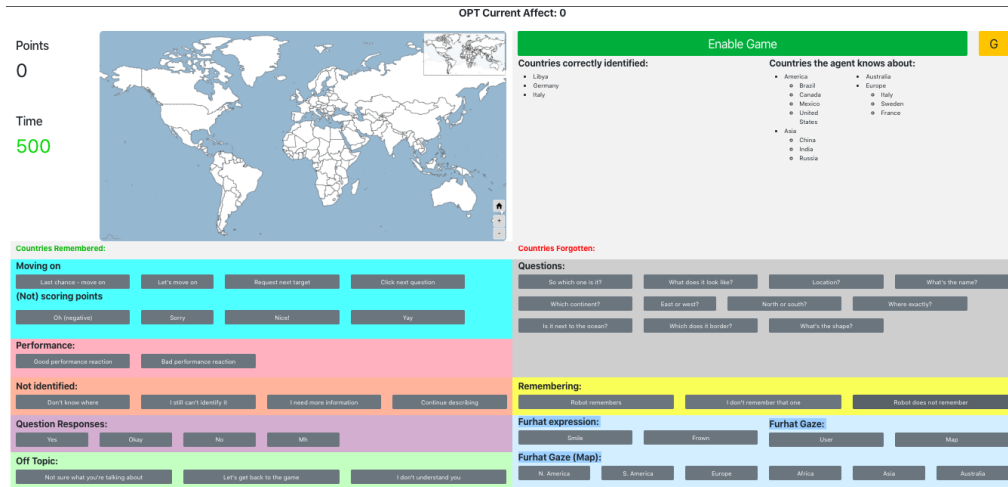 OPT Current Affect: 0
Points
0
Time
500
+
-
Enable Game
G
Countries correctly identified:
Libya
Germany
Italy
Countries the agent knows about:
America
Brazil
Canada
Mexico
United
States
Asia
China
India
Russia
Australia
Europe
Italy
Sweden
France
Countries Remembered:
Countries Forgotten:
Moving on
Last chance - move on
Let's move on
Request next target
Click next question
(Not) scoring points
Oh (negative)
Sorry
Nice!
Yay
Questions:
So which one is it?
What does it look like?
Location?
What's the name?
Which continent?
East or west?
North or south?
Where exactly?
Is it next to the ocean?
Which does it border?
What's the shape?
Performance:
Good performance reaction
Bad performance reaction
Not identified:
Don't know where
I still can't identify it
I need more information
Continue describing
Remembering:
Robot remembers
I don't remember that one
Robot does not remember
Question Responses:
Yes
Okay
No
Mh
Furhat expression:
Smile
Frown
Furhat Gaze:
User
Map
Off Topic:
Not sure what you're talking about
Let's get back to the game
I don't understand you
Furhat Gaze (Map):
N. America
S. America
Europe
Africa
Asia
Australia